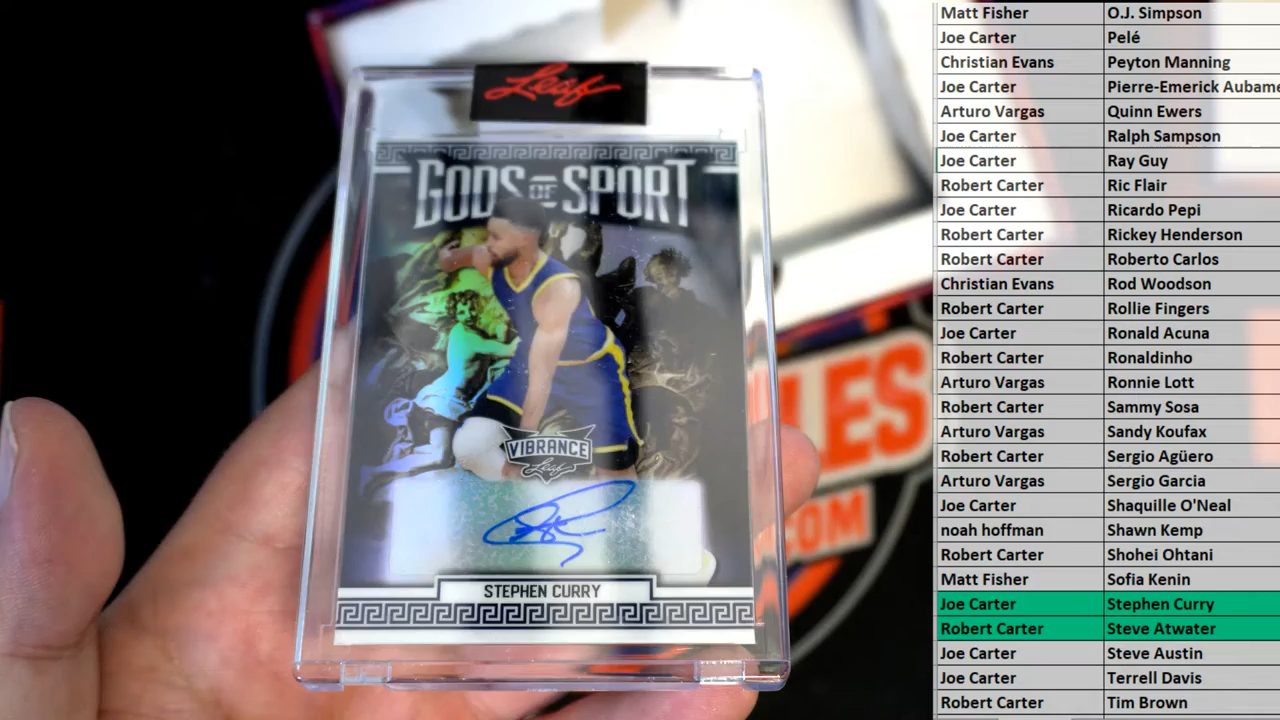 Leaf
GODS OF SPORT
VIBRANCE
Leaf
STEPHEN CURRY
LES
.COM
Matt Fisher O.J. Simpson
Joe Carter Pelé
Christian Evans Peyton Manning
Joe Carter Pierre-Emerick Aubame
Arturo Vargas Quinn Ewers
Joe Carter Ralph Sampson
Joe Carter Ray Guy
Robert Carter Ric Flair
Joe Carter Ricardo Pepi
Robert Carter Rickey Henderson
Robert Carter Roberto Carlos
Christian Evans Rod Woodson
Robert Carter Rollie Fingers
Joe Carter Ronald Acuna
Robert Carter Ronaldinho
Arturo Vargas Ronnie Lott
Robert Carter Sammy Sosa
Arturo Vargas Sandy Koufax
Robert Carter Sergio Agüero
Arturo Vargas Sergio Garcia
Joe Carter Shaquille O'Neal
noah hoffman Shawn Kemp
Robert Carter Shohei Ohtani
Matt Fisher Sofia Kenin
Joe Carter Stephen Curry
Robert Carter Steve Atwater
Joe Carter Steve Austin
Joe Carter Terrell Davis
Robert Carter Tim Brown